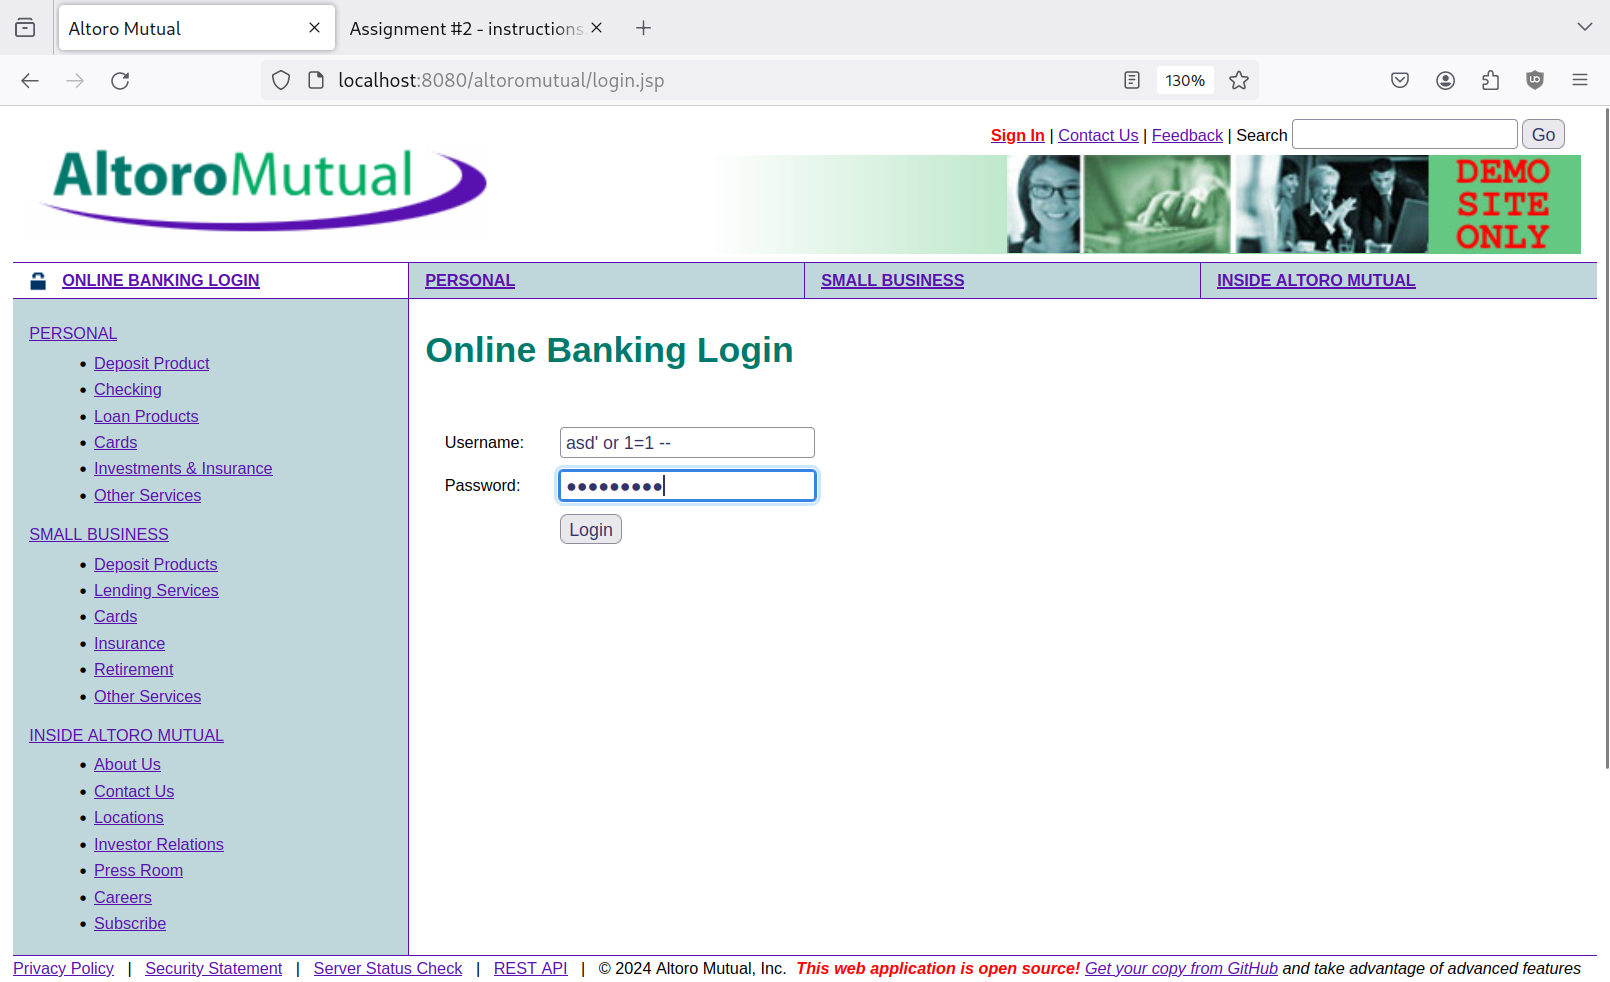 Altoro Mutual
Assignment #2 - instructions
localhost:8080/altoromutual/login.jsp
130%
Sign In | Contact Us | Feedback | Search
Go
AltoroMutual
DEMO
SITE
ONLY
ONLINE BANKING LOGIN
PERSONAL
SMALL BUSINESS
INSIDE ALTORO MUTUAL
PERSONAL
Deposit Product
Checking
Loan Products
Cards
Investments & Insurance
Other Services
SMALL BUSINESS
Deposit Products
Lending Services
Cards
Insurance
Retirement
Other Services
INSIDE ALTORO MUTUAL
About Us
Contact Us
Locations
Investor Relations
Press Room
Careers
Subscribe
Online Banking Login
Username:
asd' or 1=1 --
Password:
●●●●●●●●●
Login
Privacy Policy | Security Statement | Server Status Check | REST API | © 2024 Altoro Mutual, Inc. This web application is open source! Get your copy from GitHub and take advantage of advanced features